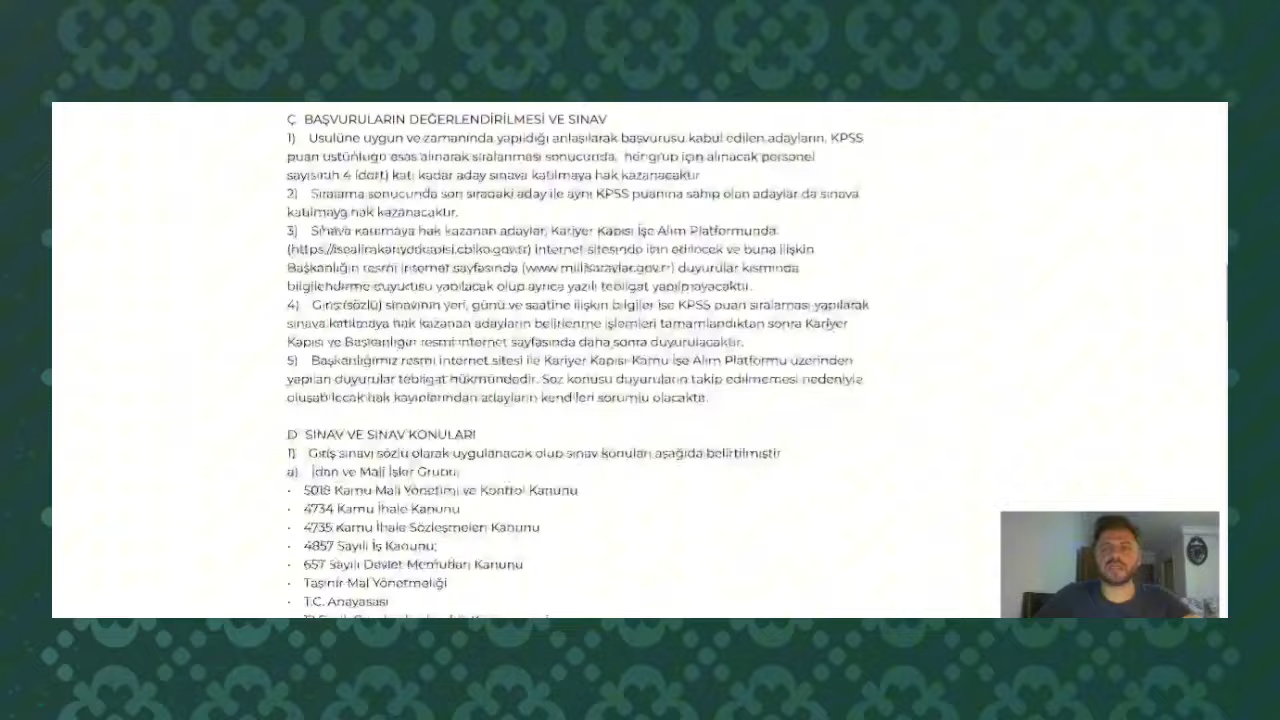 Ç BAŞVURULARIN DEĞERLENDİRİLMESİ VE SINAV
1) Usulüne uygun ve zamanında yapıldığı anlaşılarak başvurusu kabul edilen adayların, KPSS
puan üstünlüğü esas alınarak sıralanması sonucunda, her grup için alınacak personel
sayısının 4 (dört) katı kadar aday sınava katılmaya hak kazanacaktır
2) Sıralama sonucunda son sıradaki aday ile aynı KPSS puanına sahip olan adaylar da sınava
katılmaya hak kazanacaktır.
3) Sınava katılmaya hak kazanan adaylar, Kariyer Kapısı İşe Alım Platformunda
(https://isealimkariyerkapisi.cbiko.gov.tr) internet sitesinde ilan edilecek ve buna ilişkin
Başkanlığın resmi internet sayfasında (www.millisaraylar.gov.tr) duyurular kısmında
bilgilendirme duyurusu yapılacak olup ayrıca yazılı tebligat yapılmayacaktır.
4) Giriş (sözlü) sınavının yeri, günü ve saatine ilişkin bilgiler ise KPSS puan sıralaması yapılarak
sınava katılmaya hak kazanan adayların belirlenme işlemleri tamamlandıktan sonra Kariyer
Kapısı ve Başkanlığın resmi internet sayfasında daha sonra duyurulacaktır.
5) Başkanlığımız resmi internet sitesi ile Kariyer Kapısı-Kamu İşe Alım Platformu üzerinden
yapılan duyurular tebligat hükmündedir. Söz konusu duyuruların takip edilmemesi nedeniyle
oluşabilecek hak kayıplarından adayların kendileri sorumlu olacaktır.
D SINAV VE SINAV KONULARI
1) Giriş sınavı sözlü olarak uygulanacak olup sınav konuları aşağıda belirtilmiştir
a) İdari ve Mali İşler Grubu;
• 5018 Kamu Mali Yönetimi ve Kontrol Kanunu
• 4734 Kamu İhale Kanunu
• 4735 Kamu İhale Sözleşmeleri Kanunu
• 4857 Sayılı İş Kanunu;
• 657 Sayılı Devlet Memurları Kanunu
• Taşınır Mal Yönetmeliği
• T.C. Anayasası